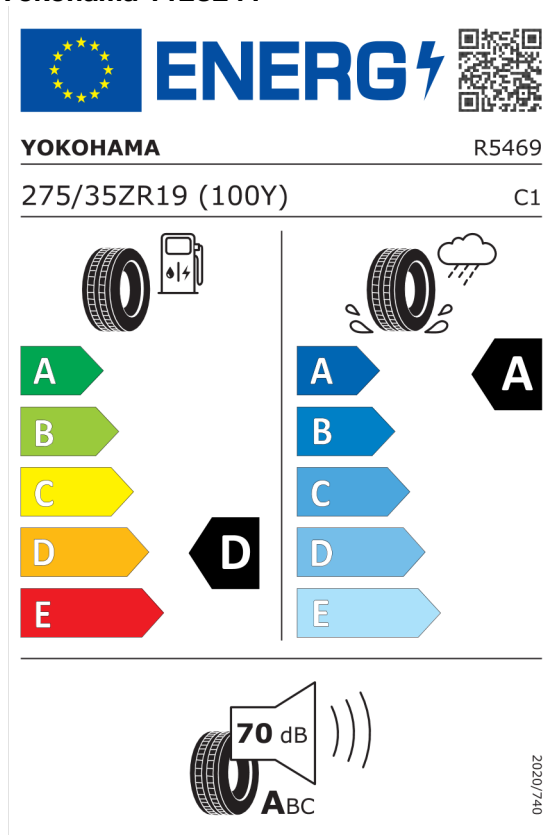 ENERG
YOKOHAMA R5469
275/35ZR19 (100Y) C1
A A A
B B
C C
D D D
E E
70 dB
ABC
2020/740